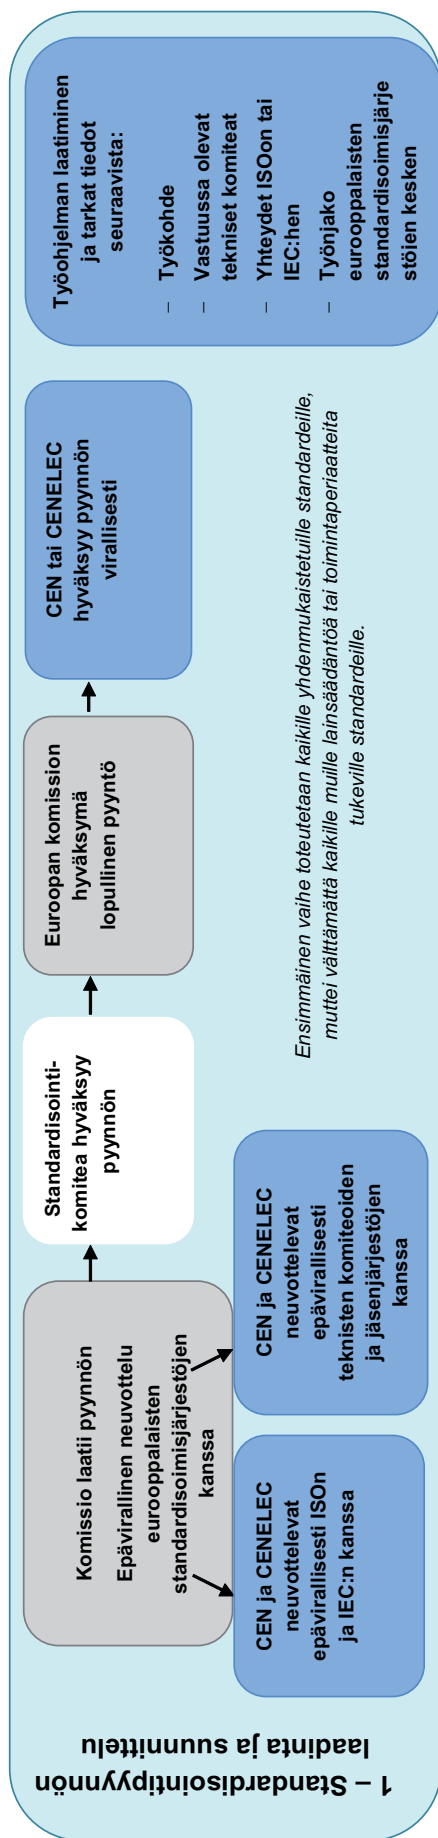 1 – Standardisointipyynnön
laadinta ja suunnittelu
Komissio laatii pyynnön
Epävirallinen neuvottelu
eurooppalaisten
standardisoimisjärjestöjen
kanssa
CEN ja CENELEC
neuvottelevat
epävirallisesti ISOn
ja IEC:n kanssa
CEN ja CENELEC
neuvottelevat
epävirallisesti
teknisten komiteoiden
ja jäsenjärjestöjen
kanssa
Standardisointi-
komitea hyväksyy
pyynnön
Euroopan komission
hyväksymä
lopullinen pyyntö
CEN tai CENELEC
hyväksyy pyynnön
virallisesti
Ensimmäinen vaihe toteutetaan kaikille yhdenmukaistetuille standardeille,
muttei välttämättä kaikille muille lainsäädäntöä tai toimintaperiaatteita
tukeville standardeille.
Työohjelman laatiminen
ja tarkat tiedot
seuraavista:
– Työkohde
– Vastuussa olevat
tekniset komiteat
– Yhteydet ISOon tai
IEC:hen
– Työnjako
eurooppalaisten
standardisoimisjärje
stöien kesken